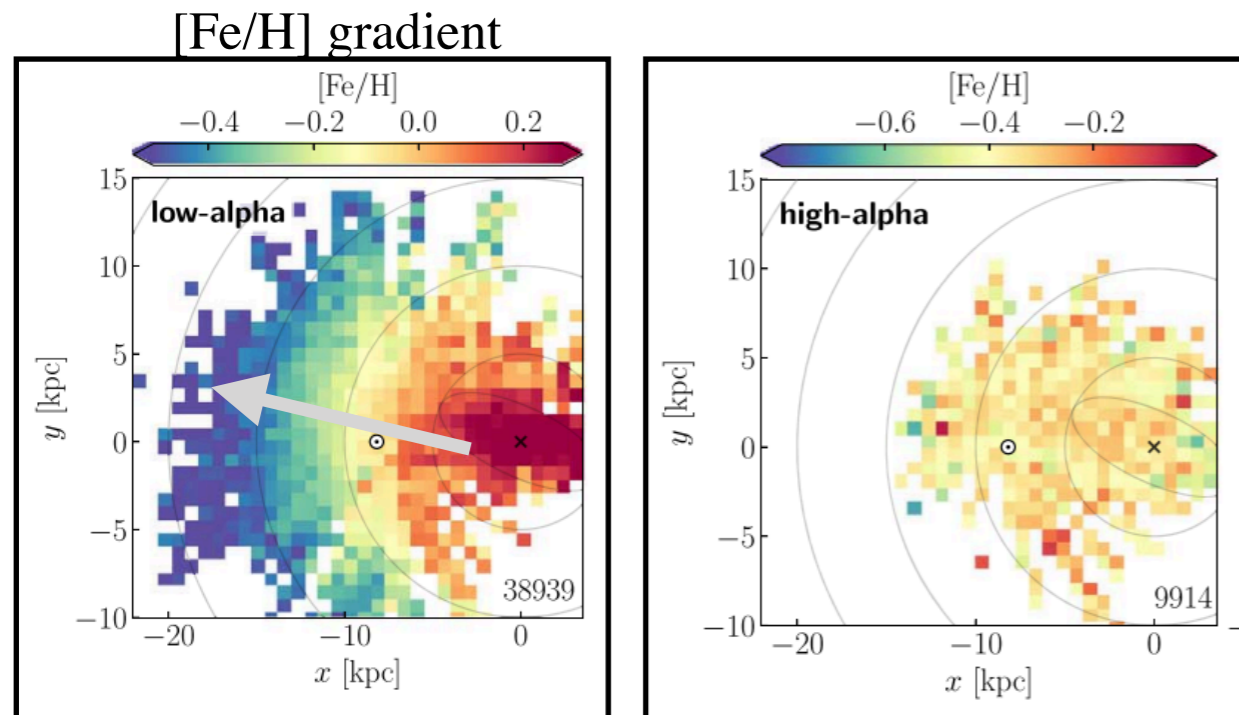 [Fe/H] gradient
[Fe/H]
−0.4 −0.2 0.0 0.2
low-alpha
15
10
5
0
−5
−10
y [kpc]
38939
−20 −10 0
x [kpc]
[Fe/H]
−0.6 −0.4 −0.2
high-alpha
15
10
5
0
−5
−10
y [kpc]
9914
−20 −10 0
x [kpc]